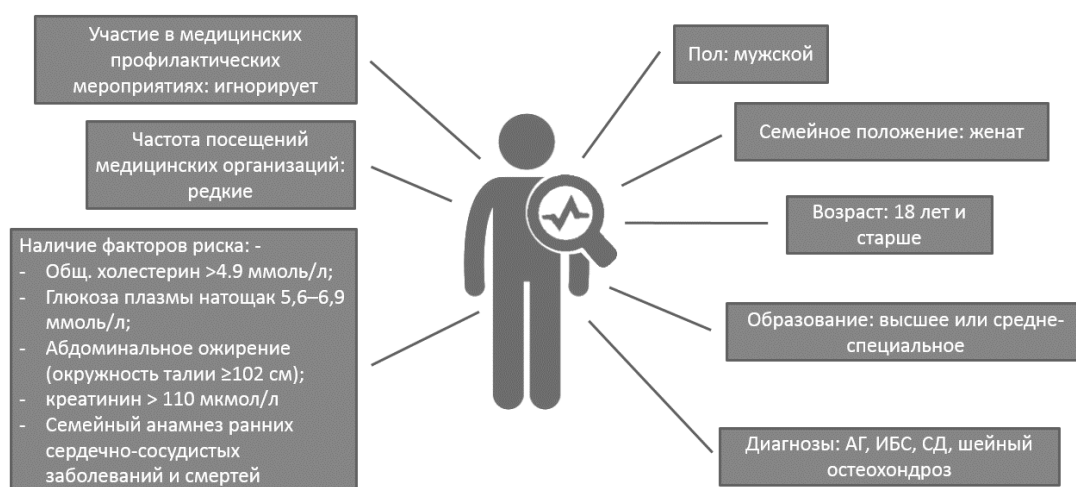 Участие в медицинских
профилактических
мероприятиях: игнорирует
Частота посещений
медицинских организаций:
редкие
Наличие факторов риска: -
- Общ. холестерин >4.9 ммоль/л;
- Глюкоза плазмы натощак 5,6–6,9
ммоль/л;
- Абдоминальное ожирение
(окружность талии ≥102 см);
- креатинин > 110 мкмол/л
- Семейный анамнез ранних
сердечно-сосудистых
заболеваний и смертей
Пол: мужской
Семейное положение: женат
Возраст: 18 лет и
старше
Образование: высшее или средне-
специальное
Диагнозы: АГ, ИБС, СД, шейный
остеохондроз